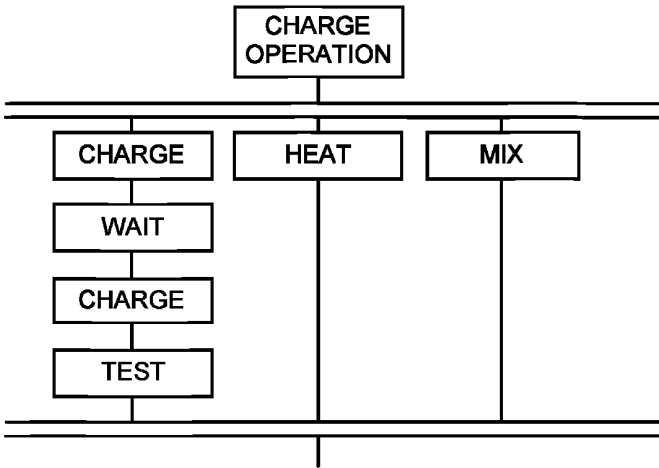 CHARGE
OPERATION
CHARGE
HEAT
MIX
WAIT
CHARGE
TEST